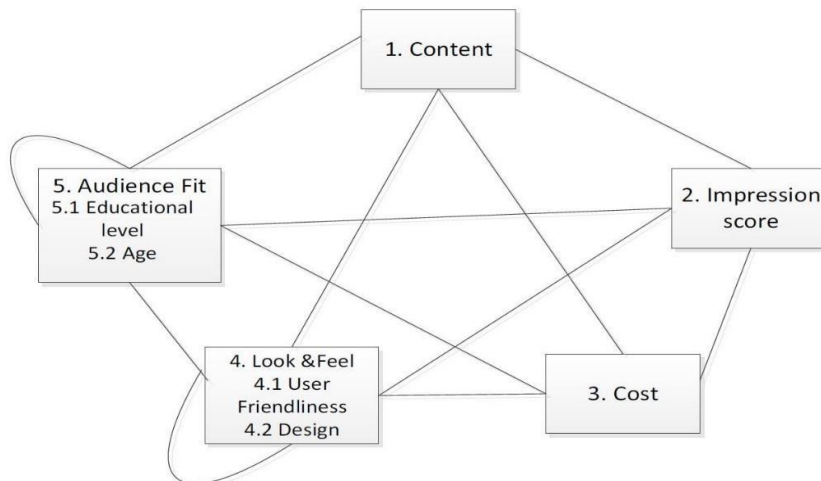 1. Content
5. Audience Fit
5.1 Educational
level
5.2 Age
2. Impression
score
4. Look &Feel
4.1 User
Friendliness
4.2 Design
3. Cost